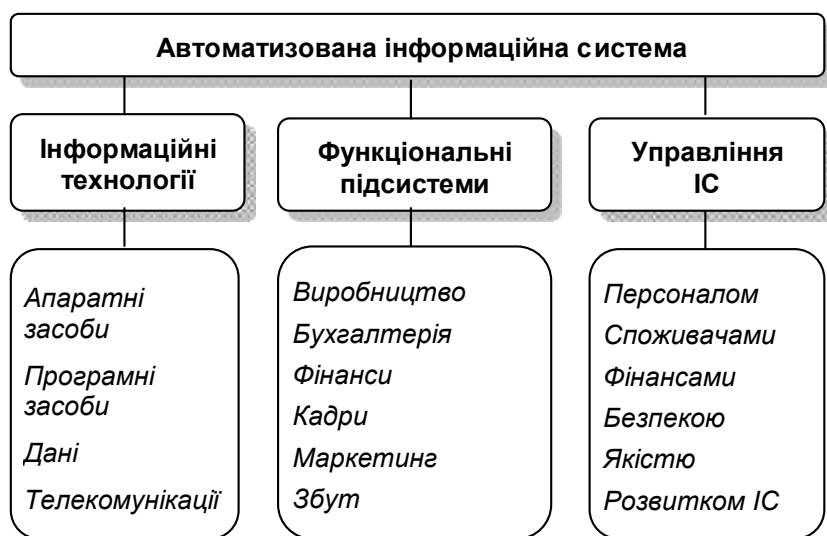 Автоматизована інформаційна система
Інформаційні
технології
Функціональні
підсистеми
Управління
ІС
Апаратні
засоби
Програмні
засоби
Дані
Телекомунікації
Виробництво
Бухгалтерія
Фінанси
Кадри
Маркетинг
Збут
Персоналом
Споживачами
Фінансами
Безпекою
Якістю
Розвитком ІС